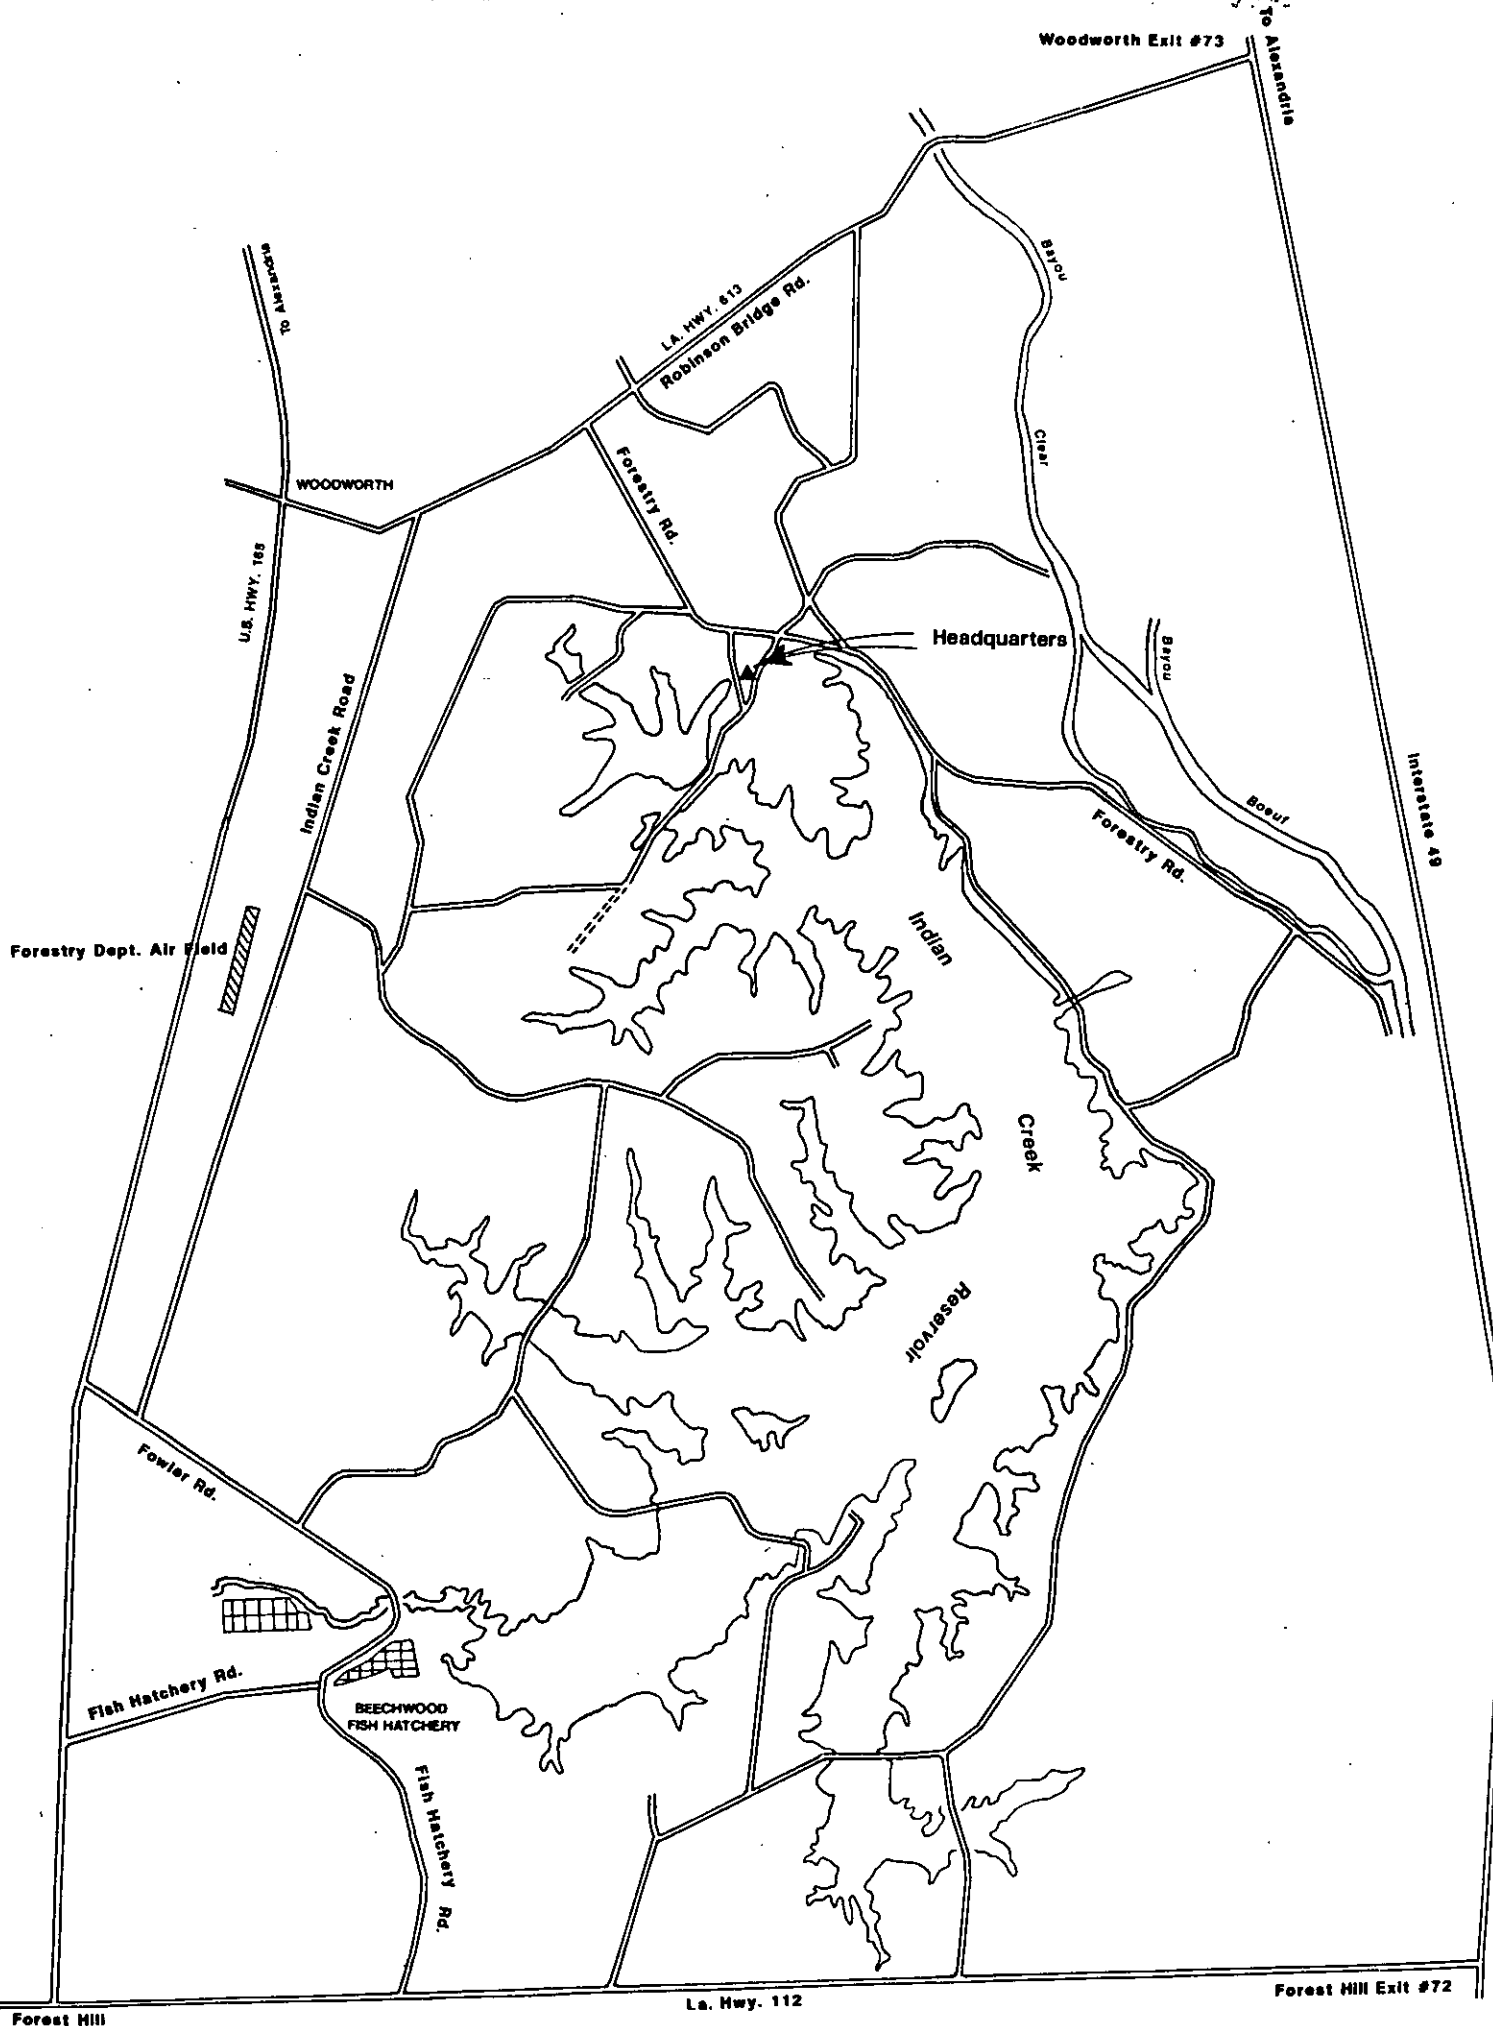 To Alexandria
Woodworth Exit #73
Bayou
To Alexandria
LA. HWY. 613
Robinson Bridge Rd.
Clear
Forestry Rd.
WOODWORTH
U.S. HWY. 165
Headquarters
Bayou
Indian Creek Road
Interstate 49
Boeuf
Forestry Rd.
Forestry Dept. Air Field
Indian
Creek
Reservoir
Fowler Rd.
Fish Hatchery Rd.
BEECHWOOD
FISH HATCHERY
Fish Hatchery Rd.
Forest Hill Exit #72
La. Hwy. 112
Forest Hill